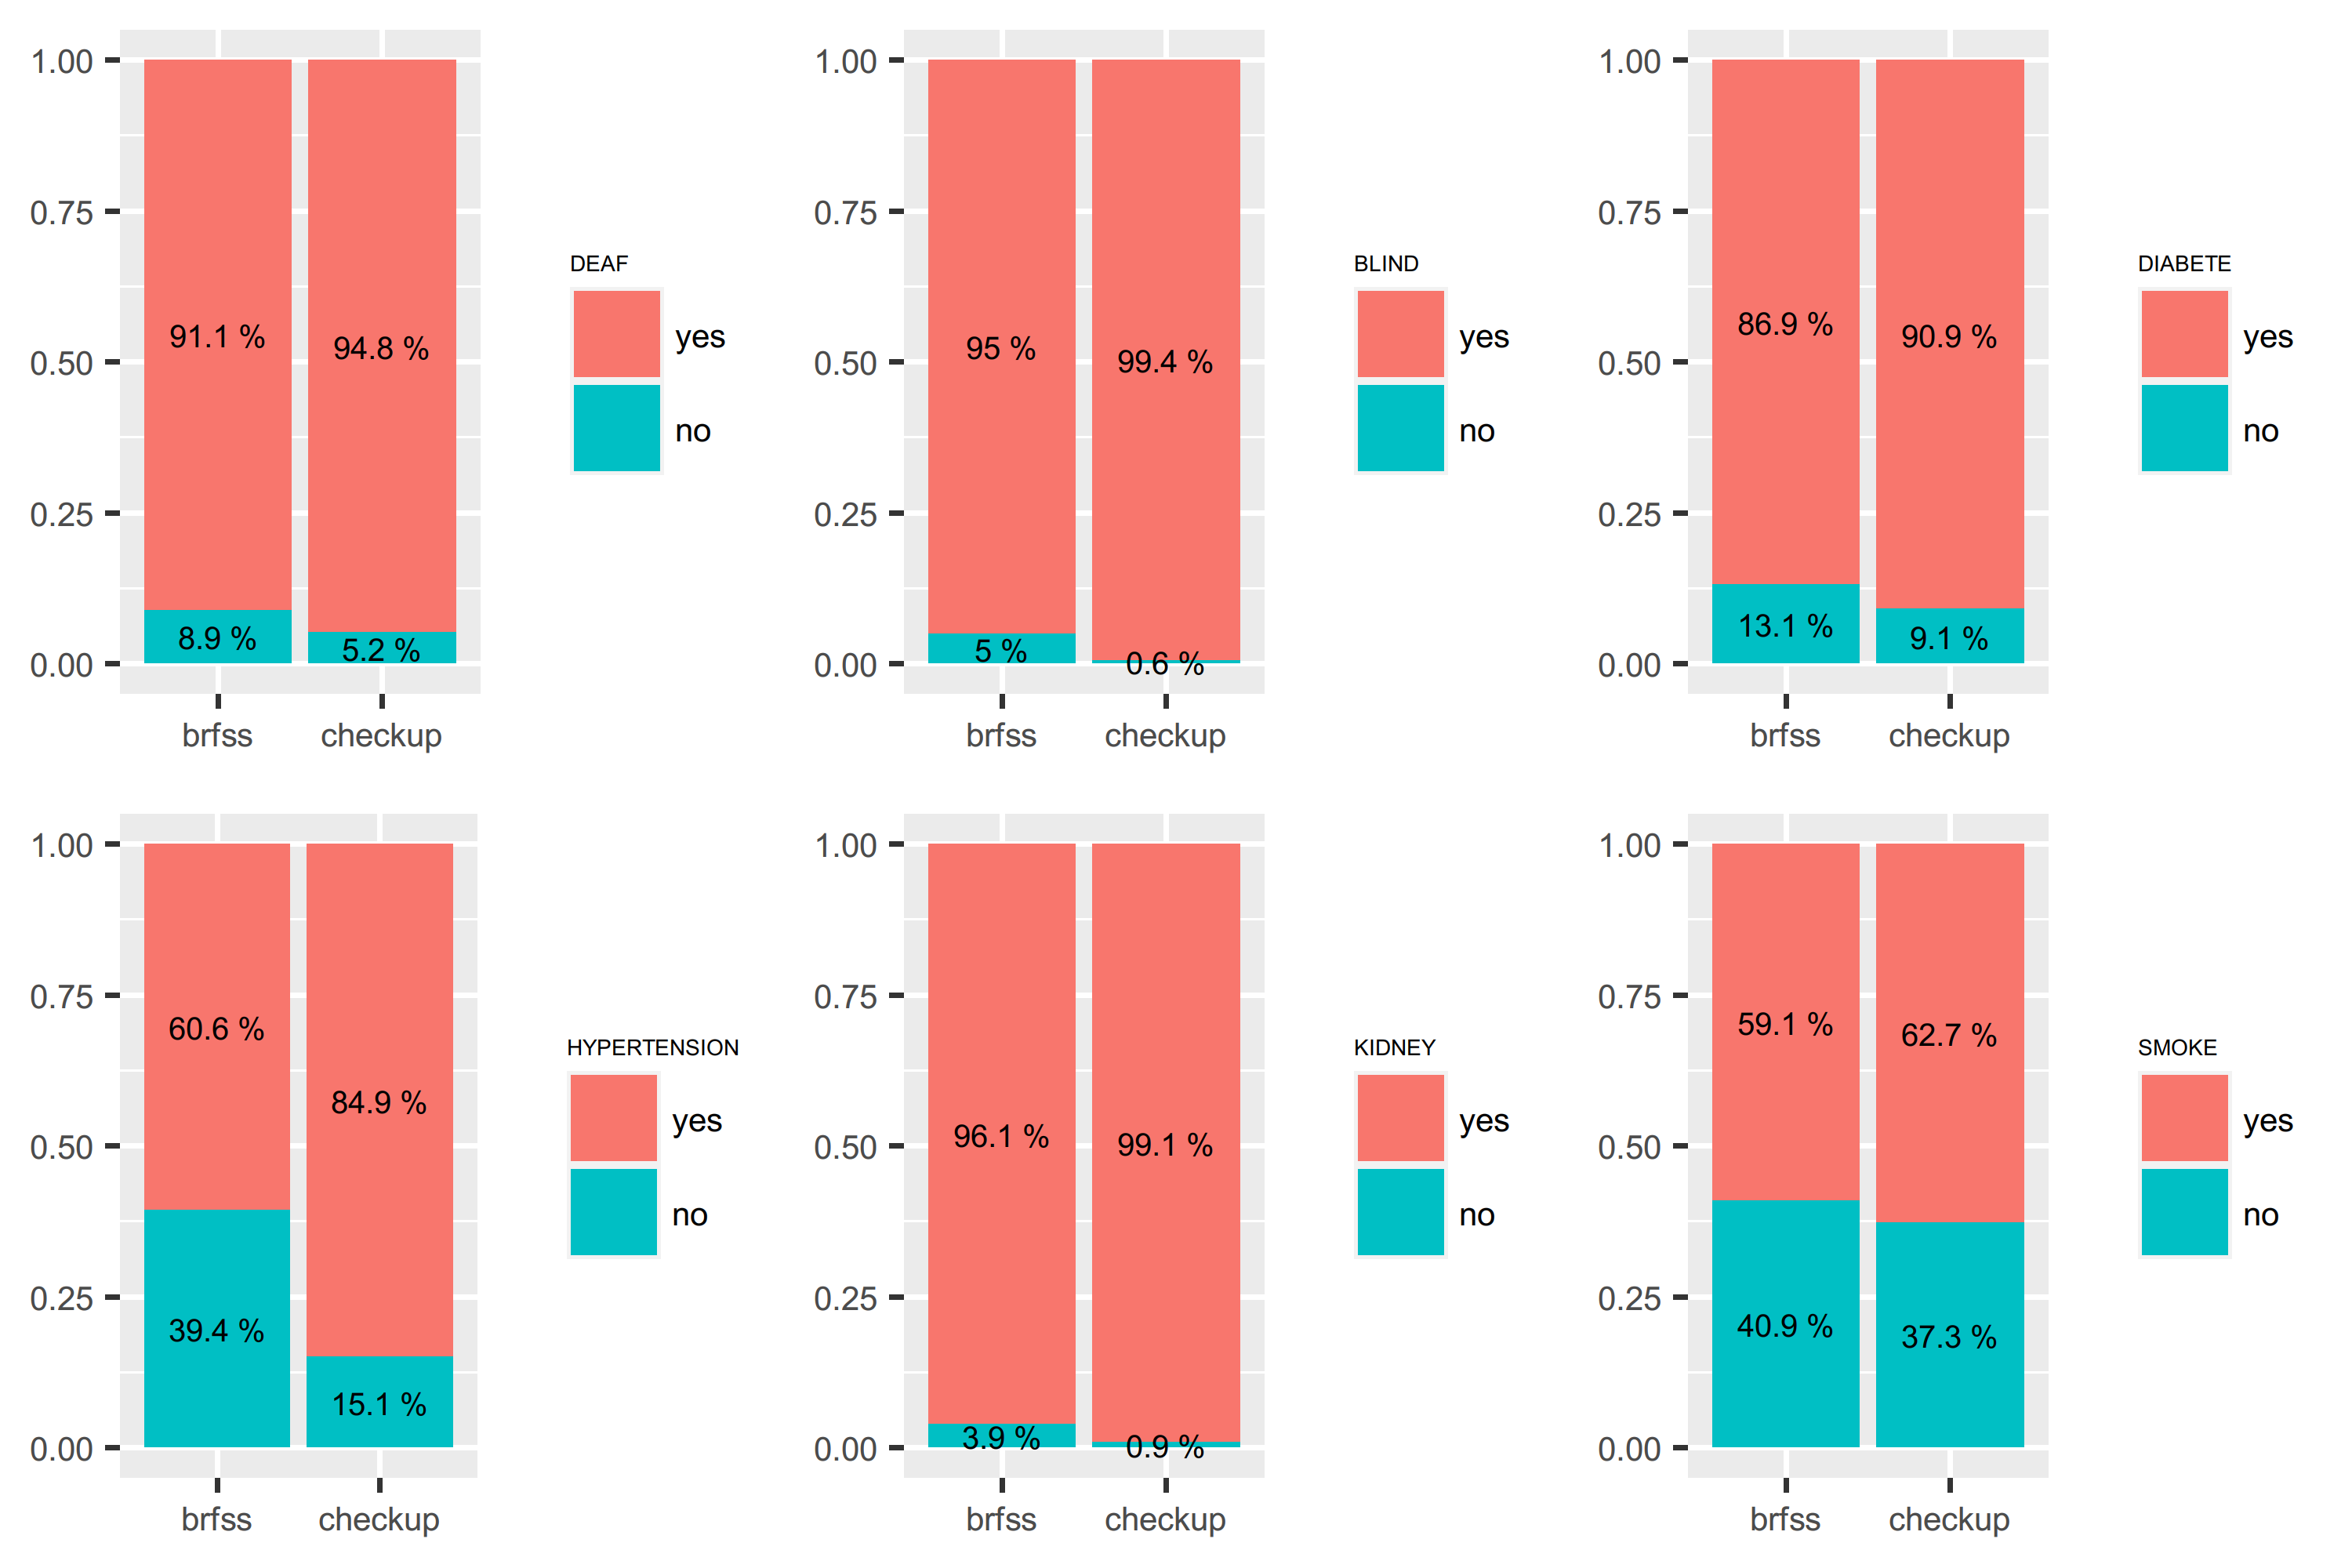 1.00
0.75
0.50
0.25
0.00
91.1 %
94.8 %
8.9 %
5.2 %
brfss
checkup
DEAF
yes
no
1.00
0.75
0.50
0.25
0.00
95 %
99.4 %
5 %
0.6 %
brfss
checkup
BLIND
yes
no
1.00
0.75
0.50
0.25
0.00
86.9 %
90.9 %
13.1 %
9.1 %
brfss
checkup
DIABETE
yes
no
1.00
0.75
0.50
0.25
0.00
60.6 %
84.9 %
39.4 %
15.1 %
brfss
checkup
HYPERTENSION
yes
no
1.00
0.75
0.50
0.25
0.00
96.1 %
99.1 %
3.9 %
0.9 %
brfss
checkup
KIDNEY
yes
no
1.00
0.75
0.50
0.25
0.00
59.1 %
62.7 %
40.9 %
37.3 %
brfss
checkup
SMOKE
yes
no